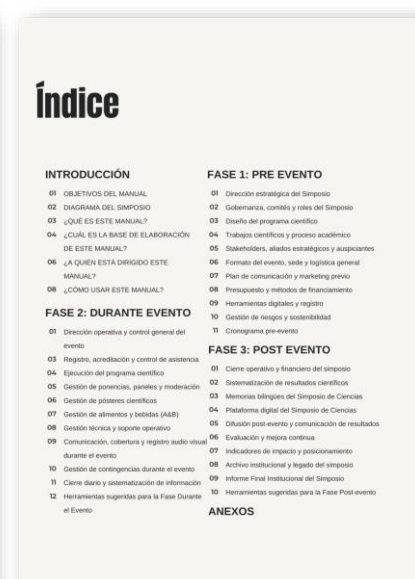 Índice
INTRODUCCIÓN
01 OBJETIVOS DEL MANUAL
02 DIAGRAMA DEL SIMPOSIO
03 ¿QUÉ ES ESTE MANUAL?
04 ¿CUÁL ES LA BASE DE ELABORACIÓN
DE ESTE MANUAL?
06 ¿A QUIÉN ESTÁ DIRIGIDO ESTE
MANUAL?
08 ¿CÓMO USAR ESTE MANUAL?
FASE 2: DURANTE EVENTO
01 Dirección operativa y control general del
evento
03 Registro, acreditación y control de asistencia
04 Ejecución del programa científico
05 Gestión de ponencias, paneles y moderación
06 Gestión de pósteres científicos
07 Gestión de alimentos y bebidas (A&B)
08 Gestión técnica y soporte operativo
09 Comunicación, cobertura y registro audio visual
durante el evento
10 Gestión de contingencias durante el evento
11 Cierre diario y sistematización de información
12 Herramientas sugeridas para la Fase Durante
el Evento
FASE 1: PRE EVENTO
01 Dirección estratégica del Simposio
02 Gobernanza, comités y roles del Simposio
03 Diseño del programa científico
04 Trabajos científicos y proceso académico
05 Stakeholders, aliados estratégicos y auspiciantes
06 Formato del evento, sede y logística general
07 Plan de comunicación y marketing previo
08 Presupuesto y métodos de financiamiento
09 Herramientas digitales y registro
10 Gestión de riesgos y sostenibilidad
11 Cronograma pre-evento
FASE 3: POST EVENTO
01 Cierre operativo y financiero del simposio
02 Sistematización de resultados científicos
03 Memorias bilingües del Simposio de Ciencias
04 Plataforma digital del Simposio de Ciencias
05 Difusión post-evento y comunicación de resultados
06 Evaluación y mejora continua
07 Indicadores de impacto y posicionamiento
08 Archivo institucional y legado del simposio
09 Informe Final Institucional del Simposio
10 Herramientas sugeridas para la Fase Post-evento
ANEXOS